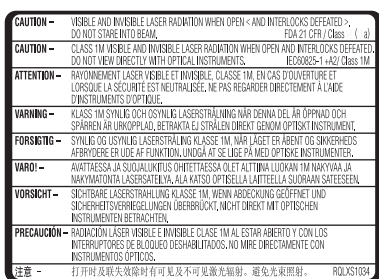 CAUTION – VISIBLE AND INVISIBLE LASER RADIATION WHEN OPEN < AND INTERLOCKS DEFEATED >.
DO NOT STARE INTO BEAM. FDA 21 CFR / Class ( a)
CAUTION – CLASS 1M VISIBLE AND INVISIBLE LASER RADIATION WHEN OPEN AND INTERLOCKS DEFEATED.
DO NOT VIEW DIRECTLY WITH OPTICAL INSTRUMENTS. IEC60825-1 +A2/ Class 1M
ATTENTION – RAYONNEMENT LASER VISIBLE ET INVISIBLE, CLASSE 1M, EN CAS D'OUVERTURE ET
LORSQUE LA SÉCURITÉ EST NEUTRALISÉE. NE PAS REGARDER DIRECTEMENT À L'AIDE
D'INSTRUMENTS D'OPTIQUE.
VARNING – KLASS 1M SYNLIG OCH OSYNLIG LASERSTRÅLNING NÄR DENNA DEL ÄR ÖPPNAD OCH
SPÄRREN ÄR URKOPPLAD. BETRAKTA EJ STRÅLEN DIREKT GENOM OPTISKT INSTRUMENT.
FORSIGTIG – SYNLIG OG USYNLIG LASERSTRÅLING KLASSE 1M, NÅR LÅGET ER ÅBENT OG SIKKERHEDS
AFBRYDERE ER UDE AF FUNKTION. UNDGÅ AT SE LIGE PÅ MED OPTISKE INSTRUMENTER.
VARO! – AVATTAESSA JA SUOJALUKITUS OHITETTAESSA OLET ALTTIINA LUOKAN 1M NÄKYVÄÄ JA
NÄKYMÄTÖNTÄ LASERSÄTEILYÄ. ÄLÄ KATSO OPTISELLA LAITTEELLA SUORAAN SÄTEESEEN.
VORSICHT – SICHTBARE UND UNSICHTBARE LASERSTRAHLUNG KLASSE 1M, WENN ABDECKUNG GEÖFFNET UND
SICHERHEITSVERRIEGELUNGEN ÜBERBRÜCKT. NICHT DIREKT MIT OPTISCHEN
INSTRUMENTEN BETRACHTEN.
PRECAUCIÓN – RADIACIÓN LÁSER VISIBLE E INVISIBLE CLASE 1M AL ESTAR ABIERTO Y CON LOS
INTERRUPTORES DE BLOQUEO DESHABILITADOS. NO MIRE DIRECTAMENTE CON
INSTRUMENTOS ÓPTICOS.
注意 - 打开时及联失效除时有可见及不可见激光辐射。避免光束照射。 RQLXS1034